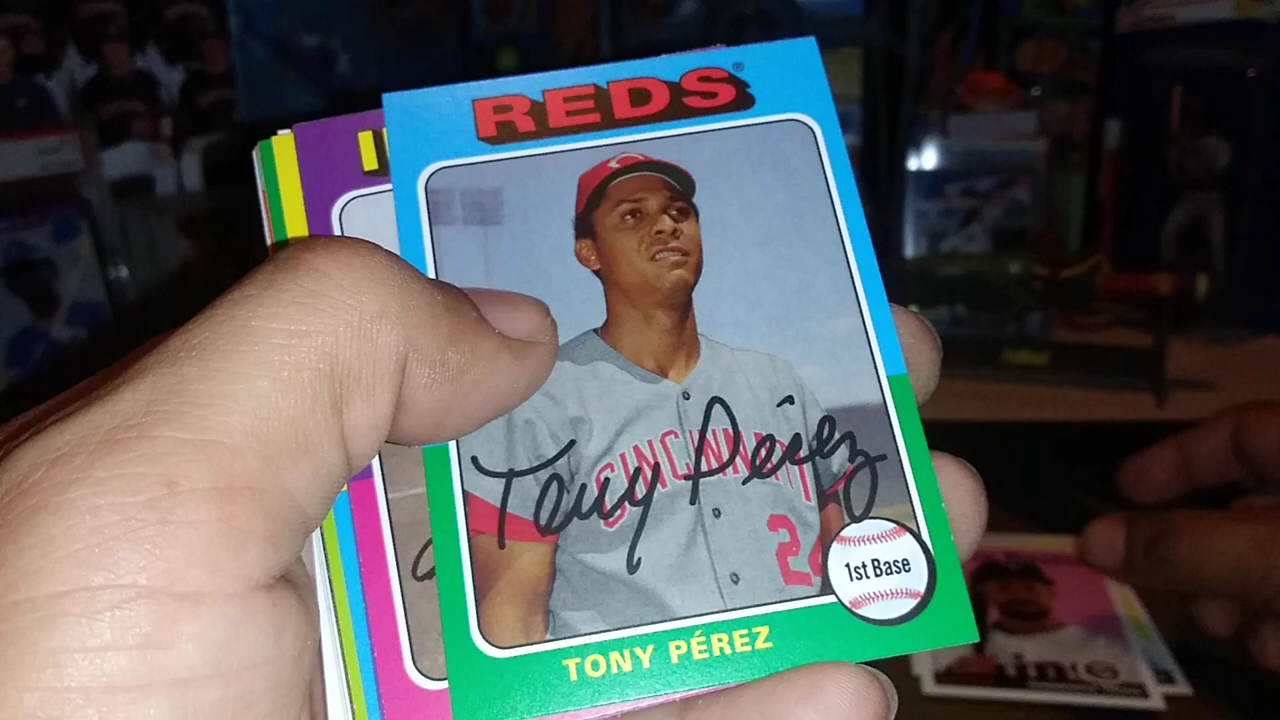 REDS®
CINCINNATI
Tony Pérez
24
1st Base
TONY PÉREZ